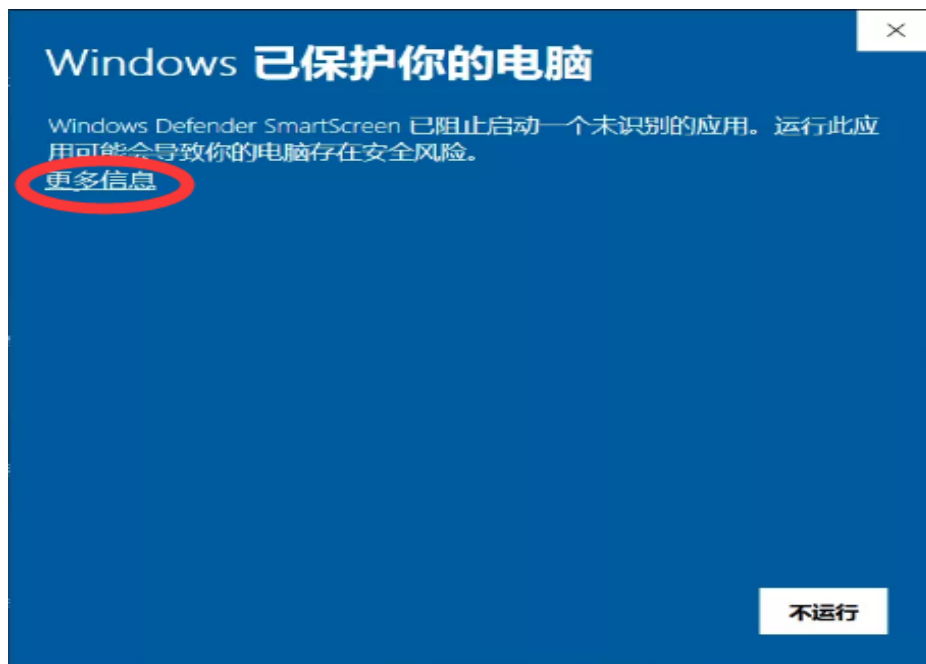 Windows 已保护你的电脑
Windows Defender SmartScreen 已阻止启动一个未识别的应用。运行此应
用可能会导致你的电脑存在安全风险。
更多信息
不运行